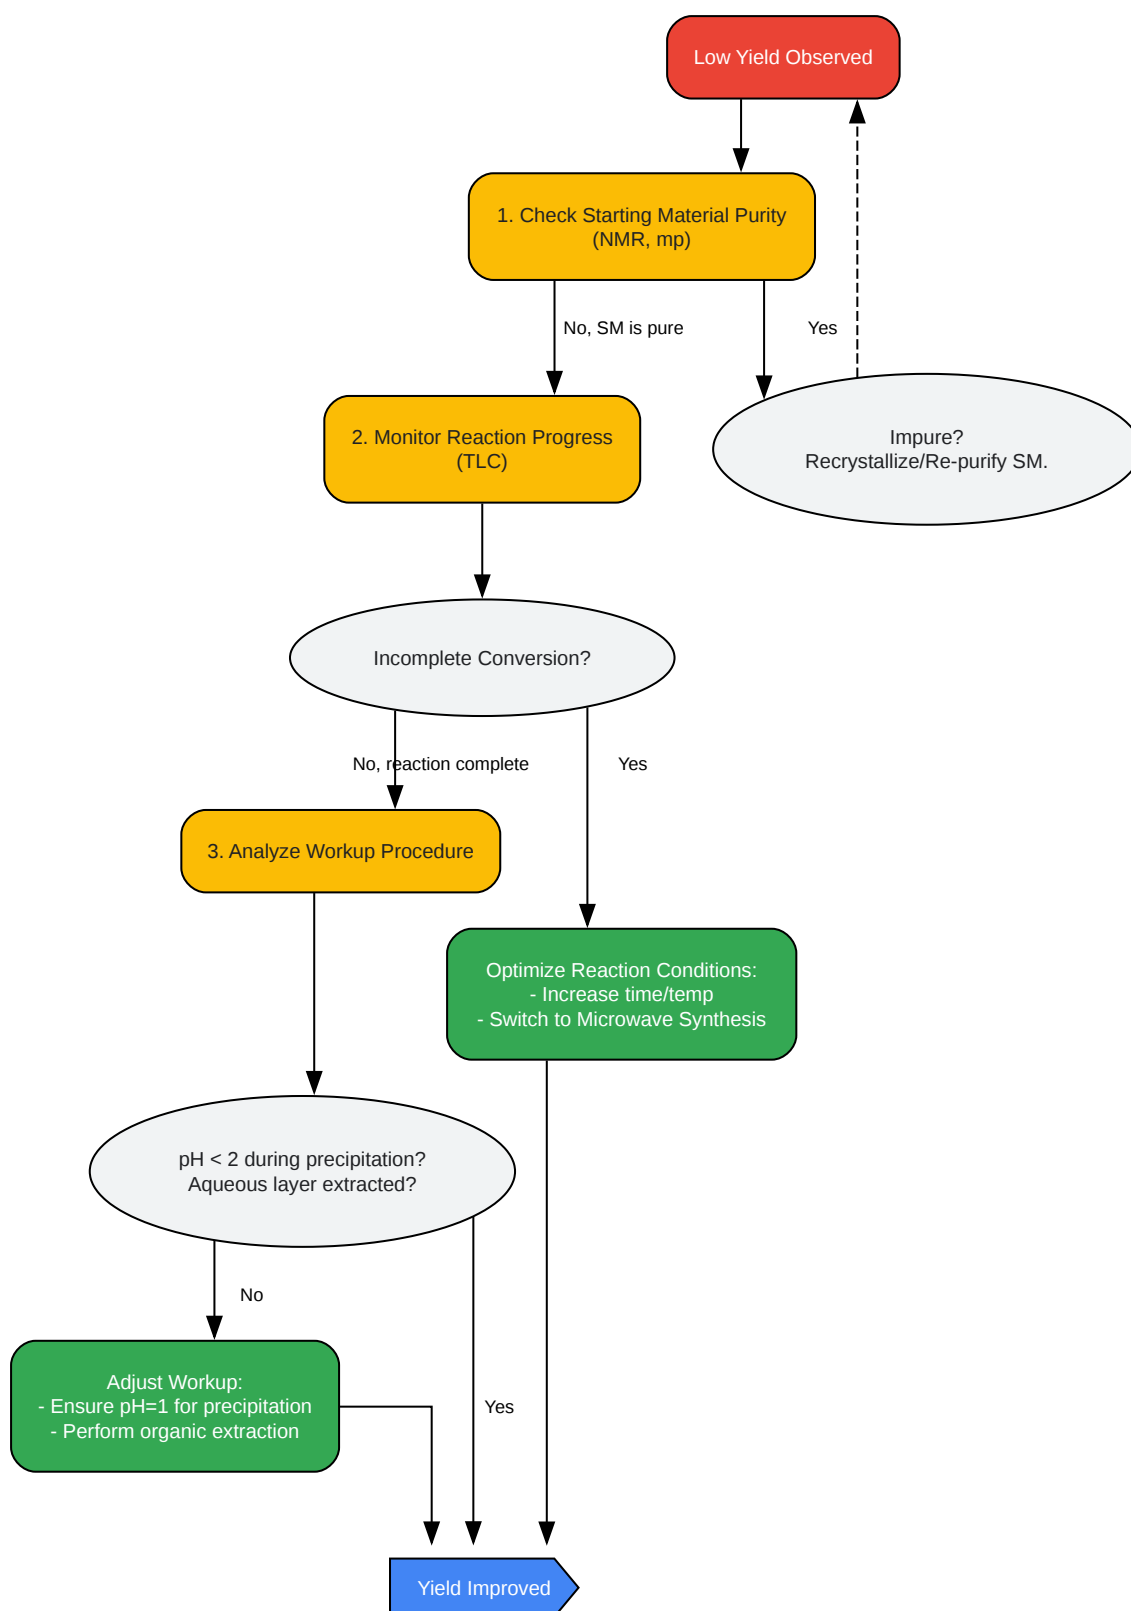 Low Yield Observed
1. Check Starting Material Purity
(NMR, mp)
No, SM is pure
Yes
2. Monitor Reaction Progress
(TLC)
Impure?
Recrystallize/Re-purify SM.
Incomplete Conversion?
No, reaction complete
Yes
3. Analyze Workup Procedure
Optimize Reaction Conditions:
- Increase time/temp
- Switch to Microwave Synthesis
pH < 2 during precipitation?
Aqueous layer extracted?
No
Adjust Workup:
- Ensure pH=1 for precipitation
- Perform organic extraction
Yes
Yield Improved